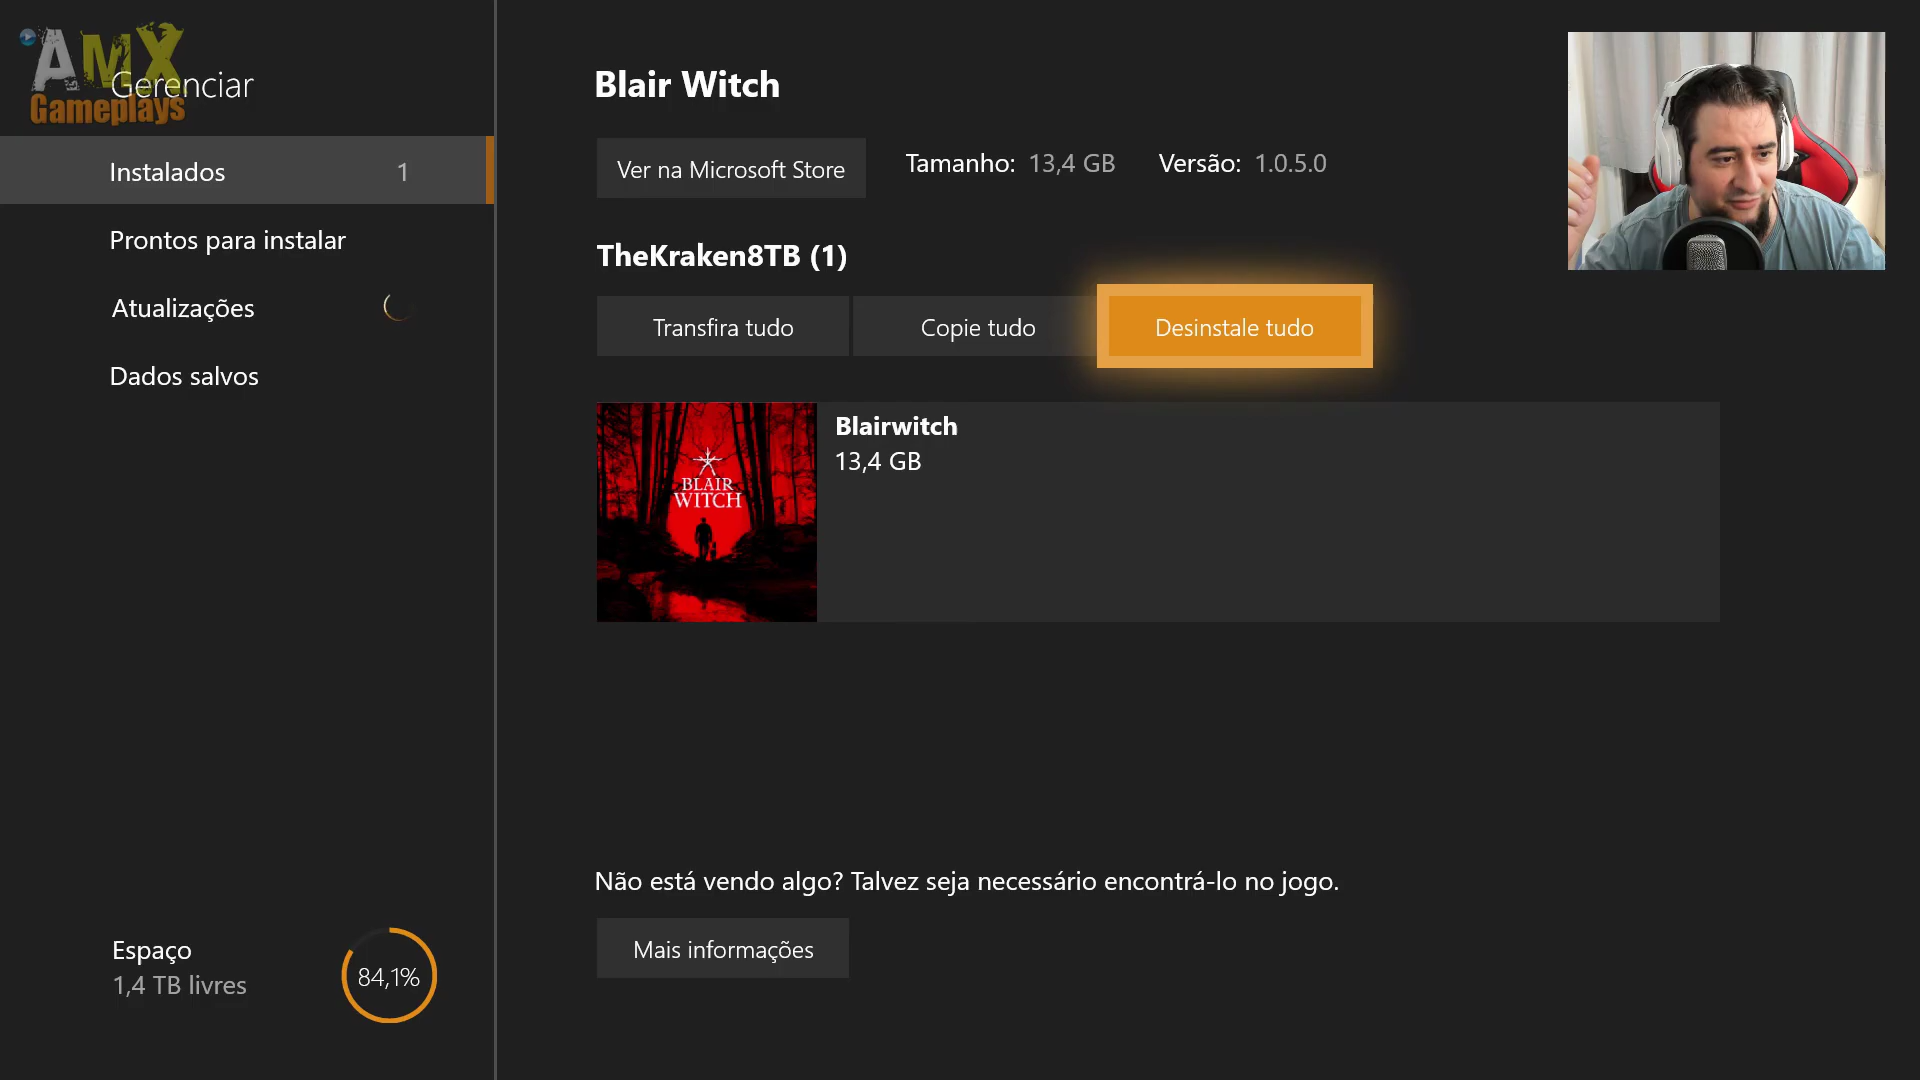 AMX
Gameplays
Gerenciar
Instalados 1
Prontos para instalar
Atualizações
Dados salvos
Espaço
1,4 TB livres
84,1%
Blair Witch
Ver na Microsoft Store
Tamanho: 13,4 GB Versão: 1.0.5.0
TheKraken8TB (1)
Transfira tudo Copie tudo Desinstale tudo
BLAIR
WITCH
Blairwitch
13,4 GB
Não está vendo algo? Talvez seja necessário encontrá-lo no jogo.
Mais informações